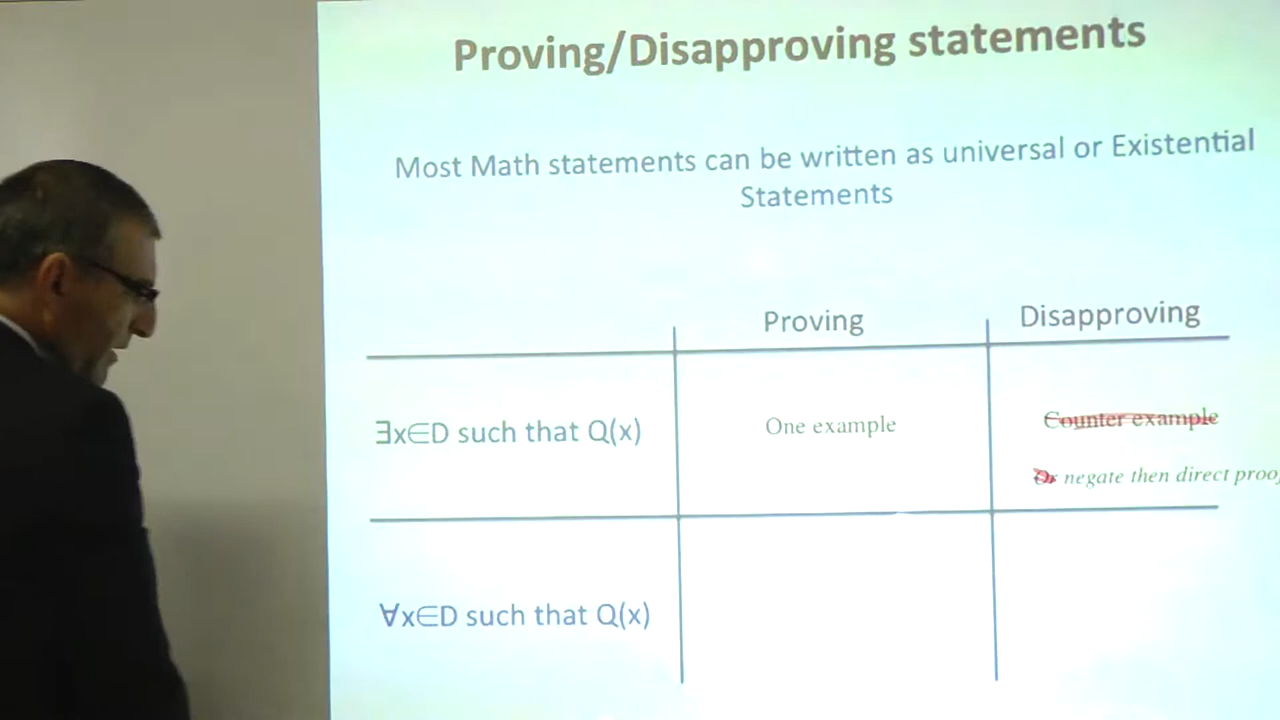 Proving/Disapproving statements
Most Math statements can be written as universal or Existential
Statements
Proving
Disapproving
∃x∈D such that Q(x)
One example
Counter example
Or negate then direct proof
∀x∈D such that Q(x)